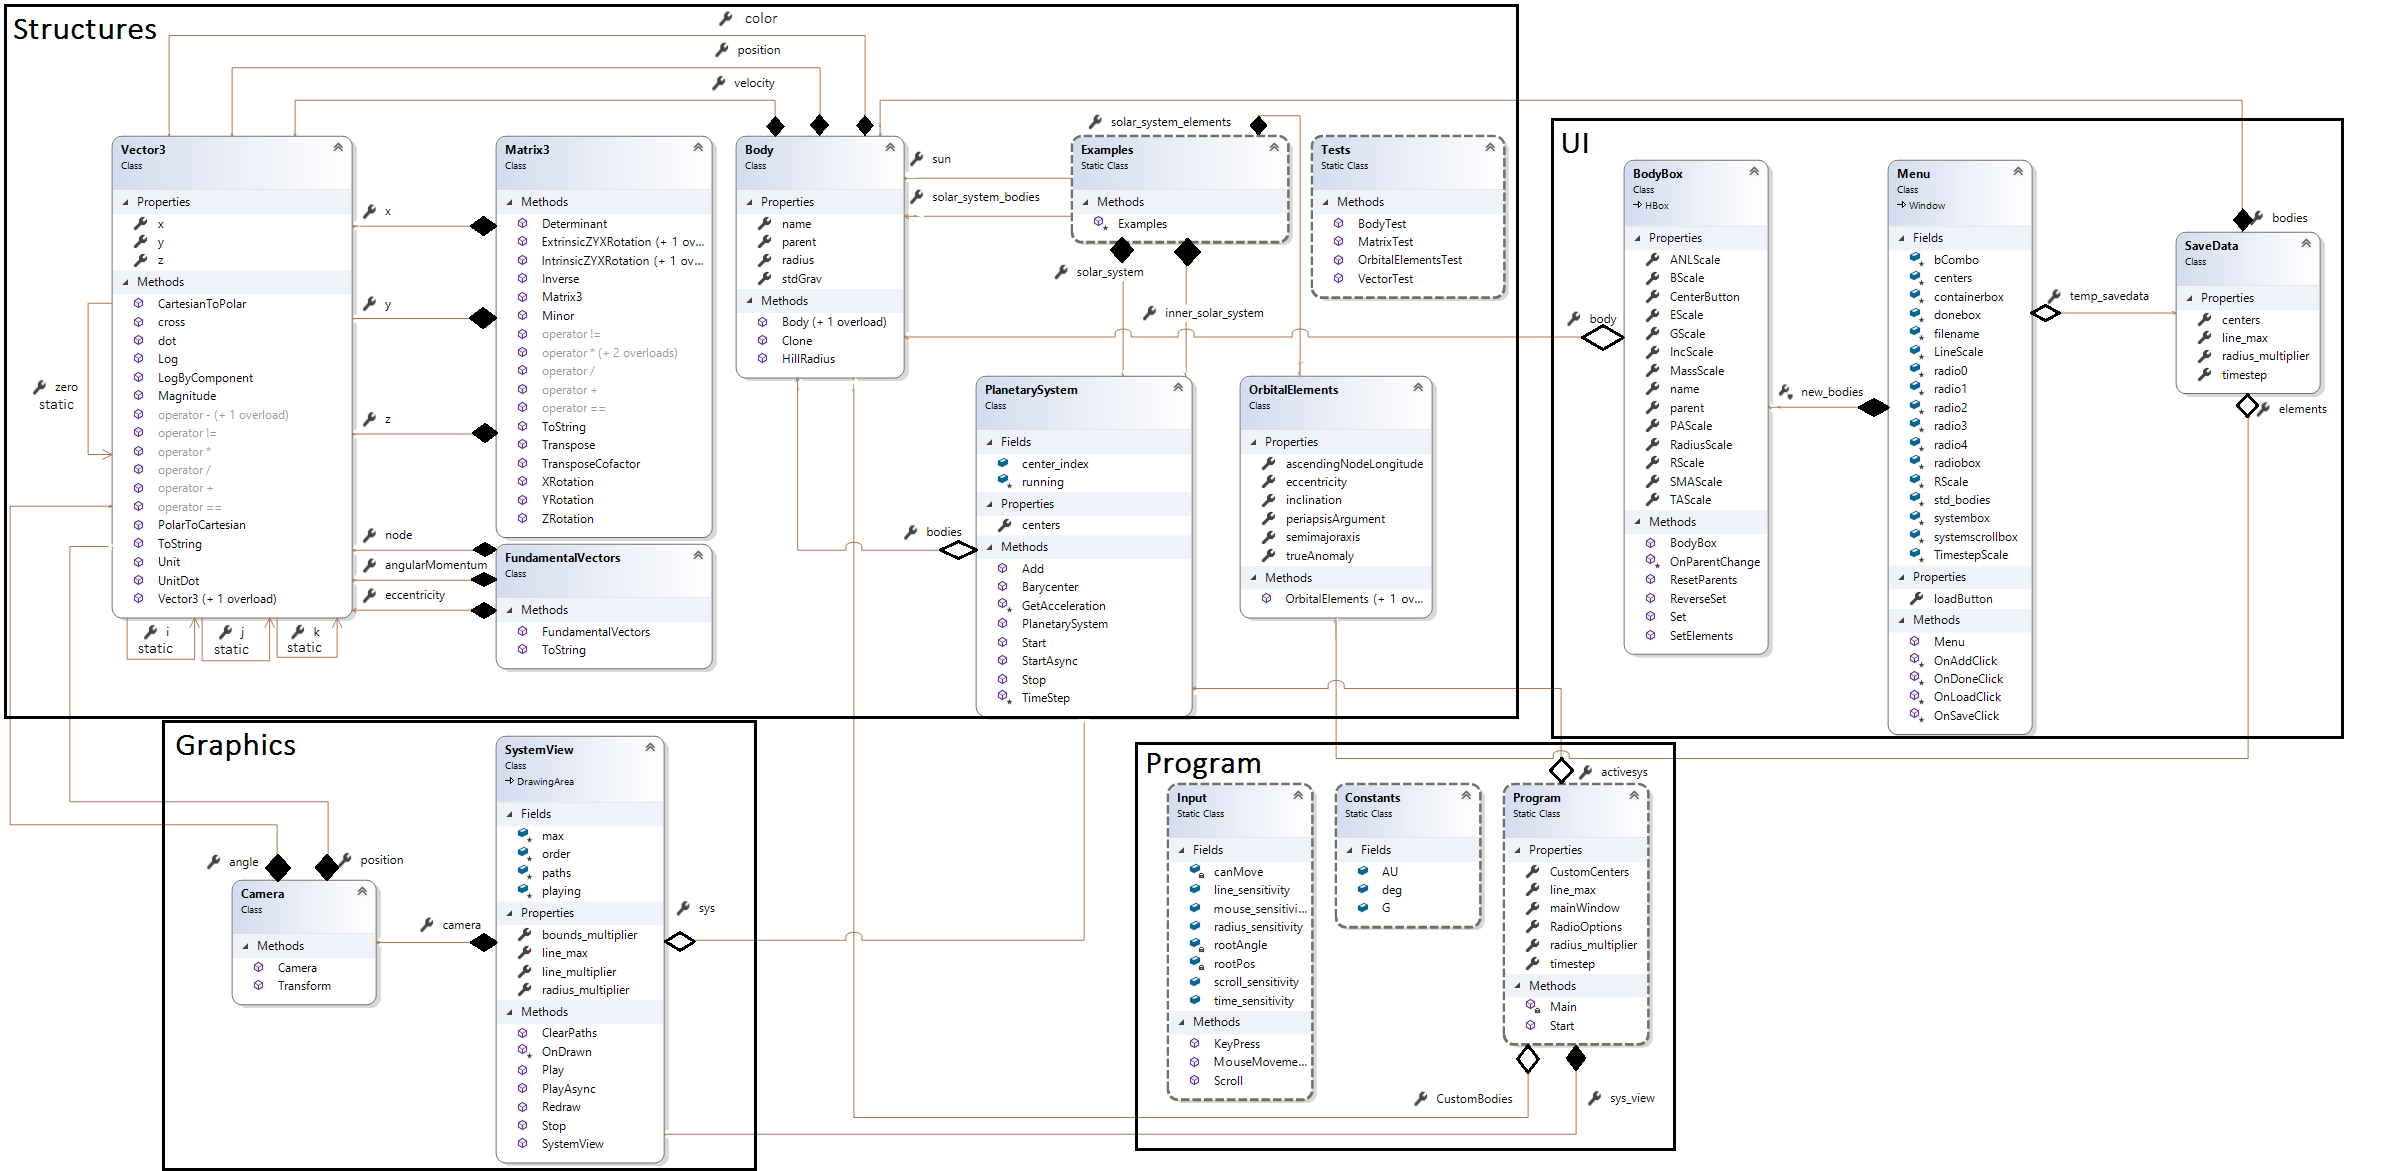 Structures
color
position
velocity
Vector3
Class
Properties
x
y
z
Methods
CartesianToPolar
cross
dot
Log
LogByComponent
Magnitude
operator - (+ 1 overload)
operator !=
operator *
operator /
operator +
operator ==
PolarToCartesian
ToString
Unit
UnitDot
Vector3 (+ 1 overload)
zero
static
i
static
j
static
k
static
x
y
z
node
angularMomentum
eccentricity
Matrix3
Class
Methods
Determinant
ExtrinsicZYXRotation (+ 1 ov...
IntrinsicZYXRotation (+ 1 ov...
Inverse
Matrix3
Minor
operator !=
operator * (+ 2 overloads)
operator /
operator +
operator ==
ToString
Transpose
TransposeCofactor
XRotation
YRotation
ZRotation
FundamentalVectors
Class
Methods
FundamentalVectors
ToString
Body
Class
Properties
name
parent
radius
stdGrav
Methods
Body (+ 1 overload)
Clone
HillRadius
sun
solar_system_bodies
solar_system_elements
Examples
Static Class
Methods
Examples
solar_system
inner_solar_system
Tests
Static Class
Methods
BodyTest
MatrixTest
OrbitalElementsTest
VectorTest
bodies
PlanetarySystem
Class
Fields
center_index
running
Properties
centers
Methods
Add
Barycenter
GetAcceleration
PlanetarySystem
Start
StartAsync
Stop
TimeStep
OrbitalElements
Class
Properties
ascendingNodeLongitude
eccentricity
inclination
periapsisArgument
semimajoraxis
trueAnomaly
Methods
OrbitalElements (+ 1 ov...
UI
body
BodyBox
Class
HBox
Properties
ANLScale
BScale
CenterButton
EScale
GScale
IncScale
MassScale
name
parent
PAScale
RadiusScale
RScale
SMAScale
TAScale
Methods
BodyBox
OnParentChange
ResetParents
ReverseSet
Set
SetElements
new_bodies
Menu
Class
Window
Fields
bCombo
centers
containerbox
donebox
filename
LineScale
radio0
radio1
radio2
radio3
radio4
radiobox
RScale
std_bodies
systembox
systemscrollbox
TimestepScale
Properties
loadButton
Methods
Menu
OnAddClick
OnDoneClick
OnLoadClick
OnSaveClick
temp_savedata
bodies
SaveData
Class
Properties
centers
line_max
radius_multiplier
timestep
elements
Graphics
angle
position
Camera
Class
Methods
Camera
Transform
camera
SystemView
Class
DrawingArea
Fields
max
order
paths
playing
Properties
bounds_multiplier
line_max
line_multiplier
radius_multiplier
Methods
ClearPaths
OnDrawn
Play
PlayAsync
Redraw
Stop
SystemView
sys
Program
activesys
Input
Static Class
Fields
canMove
line_sensitivity
mouse_sensitivi...
radius_sensitivity
rootAngle
rootPos
scroll_sensitivity
time_sensitivity
Methods
KeyPress
MouseMoveme...
Scroll
Constants
Static Class
Fields
AU
deg
G
Program
Static Class
Properties
CustomCenters
line_max
mainWindow
RadioOptions
radius_multiplier
timestep
Methods
Main
Start
CustomBodies
sys_view